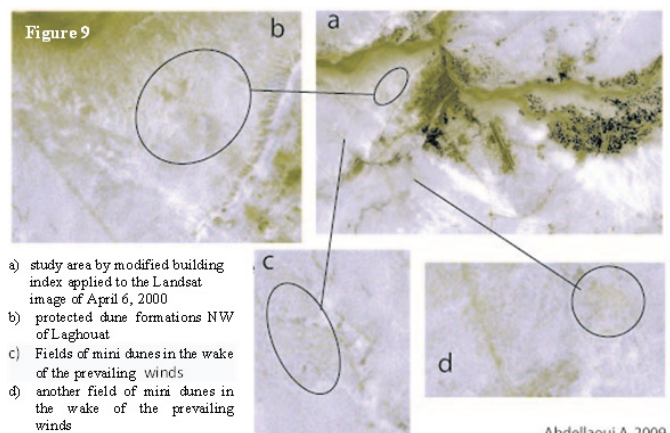 Figure 9
b
a
a) study area by modified building
index applied to the Landsat
image of April 6, 2000
b) protected dune formations NW
of Laghouat
c) Fields of mini dunes in the wake
of the prevailing winds
d) another field of mini dunes in
the wake of the prevailing
winds
c
d
Abdellaoui A. 2009